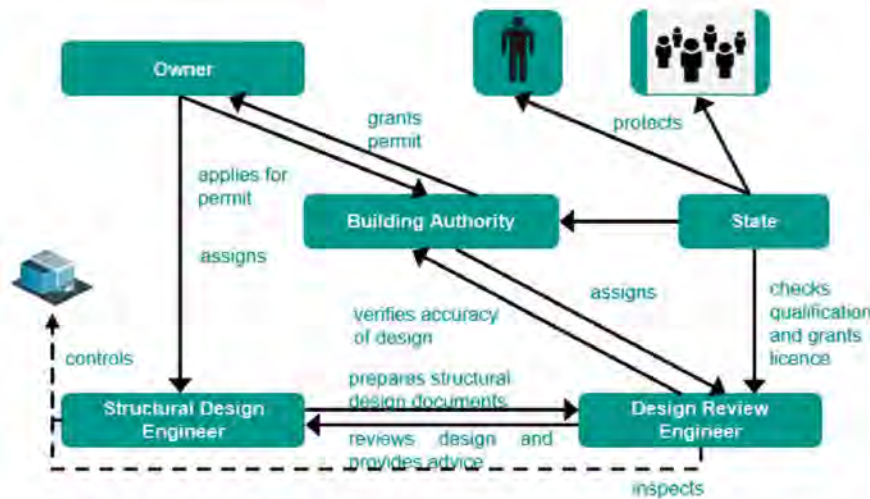 Owner
grants
permit
protects
applies for
permit
Building Authority
State
assigns
assigns
checks
qualification
and grants
licence
verifies accuracy
of design
controls
prepares structural
design documents
Structural Design
Engineer
Design Review
Engineer
reviews design and
provides advice
inspects